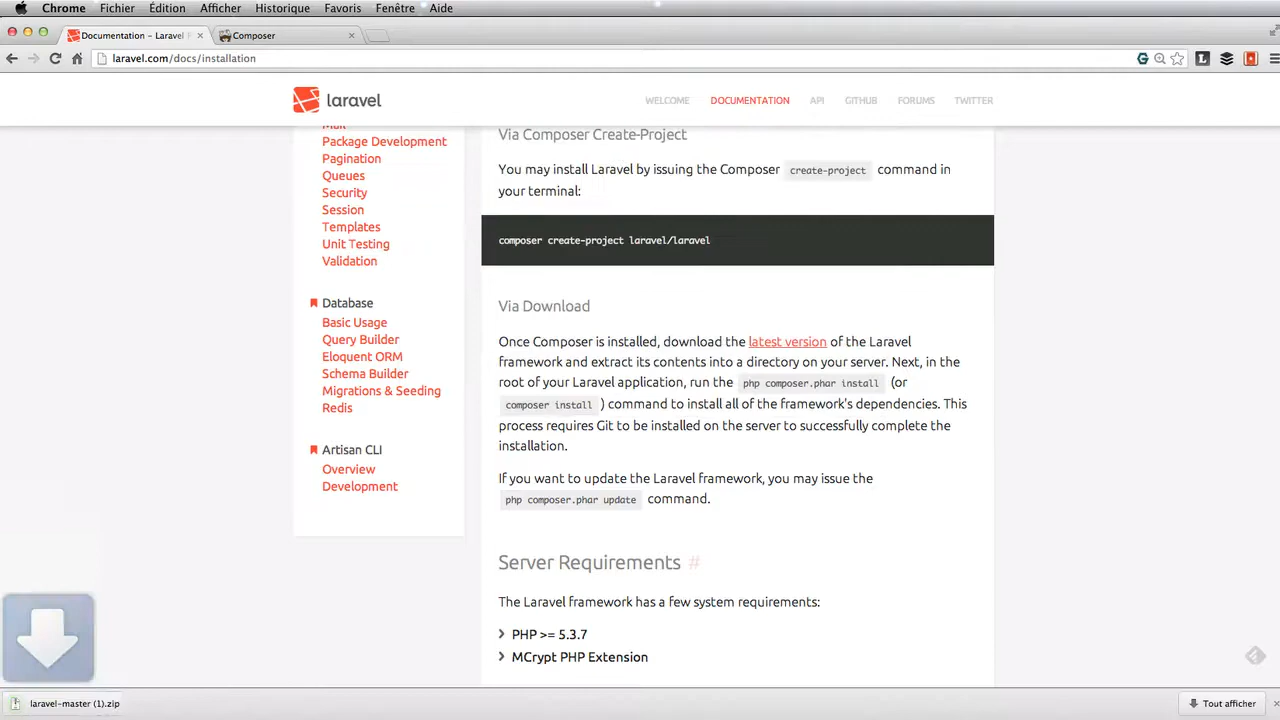 Chrome Fichier Édition Afficher Historique Favoris Fenêtre Aide
Documentation – Laravel
Composer
laravel.com/docs/installation
laravel
WELCOME DOCUMENTATION API GITHUB FORUMS TWITTER
Mail
Package Development
Pagination
Queues
Security
Session
Templates
Unit Testing
Validation
Database
Basic Usage
Query Builder
Eloquent ORM
Schema Builder
Migrations & Seeding
Redis
Artisan CLI
Overview
Development
Via Composer Create-Project
You may install Laravel by issuing the Composer create-project command in
your terminal:
composer create-project laravel/laravel
Via Download
Once Composer is installed, download the latest version of the Laravel
framework and extract its contents into a directory on your server. Next, in the
root of your Laravel application, run the php composer.phar install (or
composer install ) command to install all of the framework's dependencies. This
process requires Git to be installed on the server to successfully complete the
installation.
If you want to update the Laravel framework, you may issue the
php composer.phar update command.
Server Requirements #
The Laravel framework has a few system requirements:
PHP >= 5.3.7
MCrypt PHP Extension
laravel-master (1).zip
Tout afficher